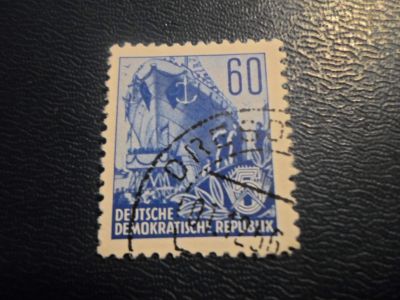 60
DEUTSCHE
DEMOKRATISCHE REPUBLIK